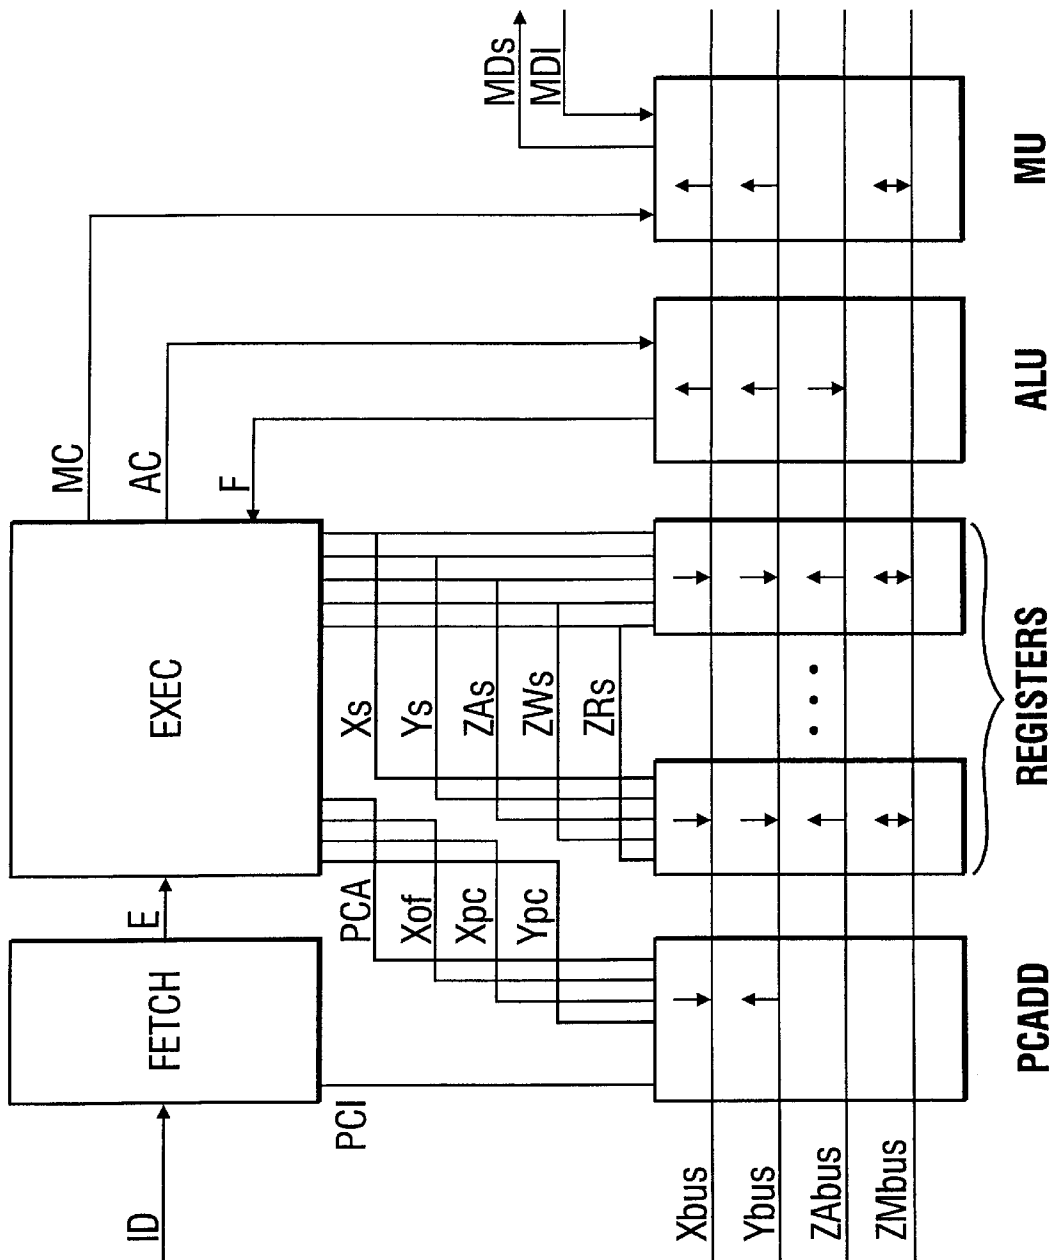 ID
FETCH
E
EXEC
MC
AC
F
MDs
MDI
PCI
PCA
Xof
Xpc
Ypc
Xs
Ys
ZAs
ZWs
ZRs
Xbus
Ybus
ZAbus
ZMbus
PCADD
REGISTERS
ALU
MU